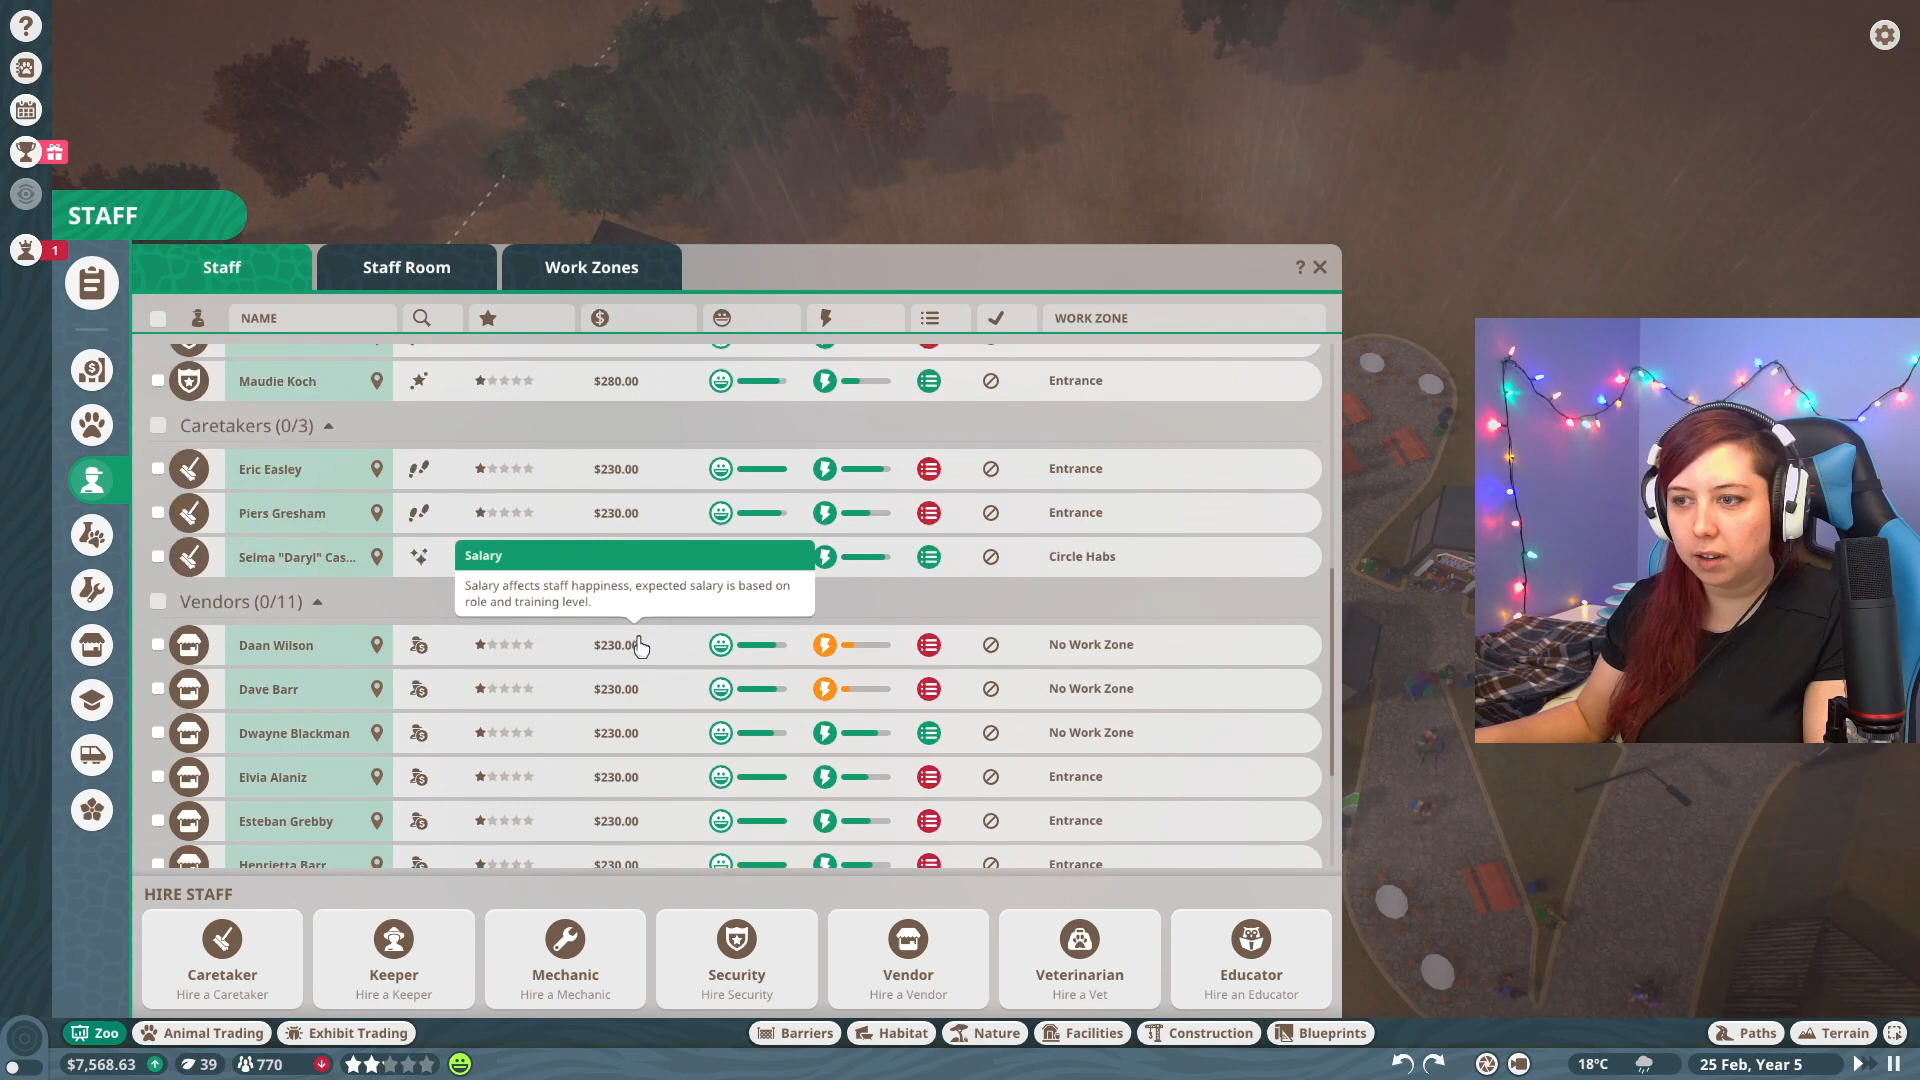 STAFF
1
Staff
Staff Room
Work Zones
?
NAME
WORK ZONE
Maudie Koch $280.00 Entrance
Caretakers (0/3)
Eric Easley $230.00 Entrance
Piers Gresham $230.00 Entrance
Selma "Daryl" Cas... Circle Habs
Salary
Salary affects staff happiness, expected salary is based on
role and training level.
Vendors (0/11)
Daan Wilson $230.00 No Work Zone
Dave Barr $230.00 No Work Zone
Dwayne Blackman $230.00 No Work Zone
Elvia Alaniz $230.00 Entrance
Esteban Grebby $230.00 Entrance
Henrietta Barr $230.00 Entrance
HIRE STAFF
Caretaker
Hire a Caretaker
Keeper
Hire a Keeper
Mechanic
Hire a Mechanic
Security
Hire Security
Vendor
Hire a Vendor
Veterinarian
Hire a Vet
Educator
Hire an Educator
Zoo
Animal Trading
Exhibit Trading
Barriers
Habitat
Nature
Facilities
Construction
Blueprints
Paths
Terrain
$7,568.63
39
770
18°C
25 Feb, Year 5